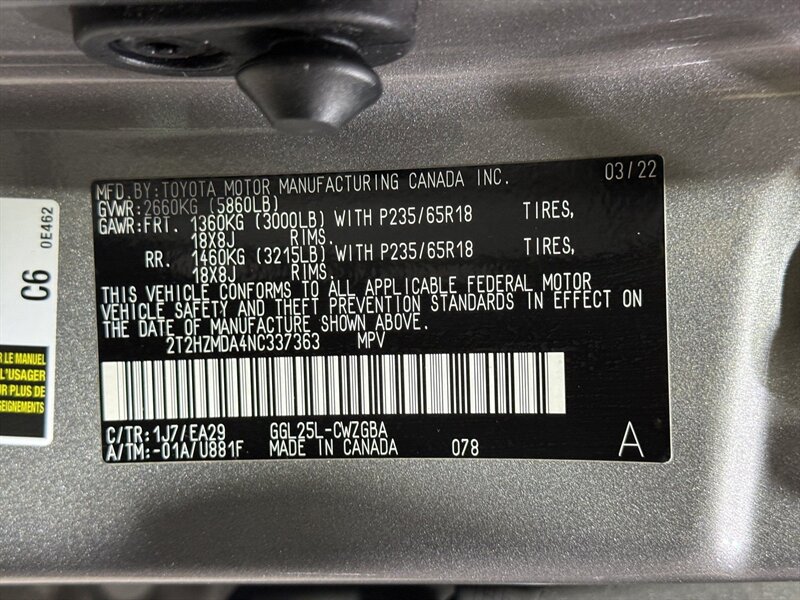 MFD.BY:TOYOTA MOTOR MANUFACTURING CANADA INC. 03/22
GVWR:2660KG (5860LB)
GAWR:FRT. 1360KG (3000LB) WITH P235/65R18 TIRES,
18X8J RIMS.
RR. 1460KG (3215LB) WITH P235/65R18 TIRES,
18X8J RIMS.
THIS VEHICLE CONFORMS TO ALL APPLICABLE FEDERAL MOTOR
VEHICLE SAFETY AND THEFT PREVENTION STANDARDS IN EFFECT ON
THE DATE OF MANUFACTURE SHOWN ABOVE.
2T2HZMDA4NC337363 MPV
C/TR:1J7/EA29 GGL25L-CWZGBA
A/TM:-01A/U881F MADE IN CANADA 078 A
C6
0E462
R LE MANUEL
L'USAGER
UR PLUS DE
SEIGNEMENTS